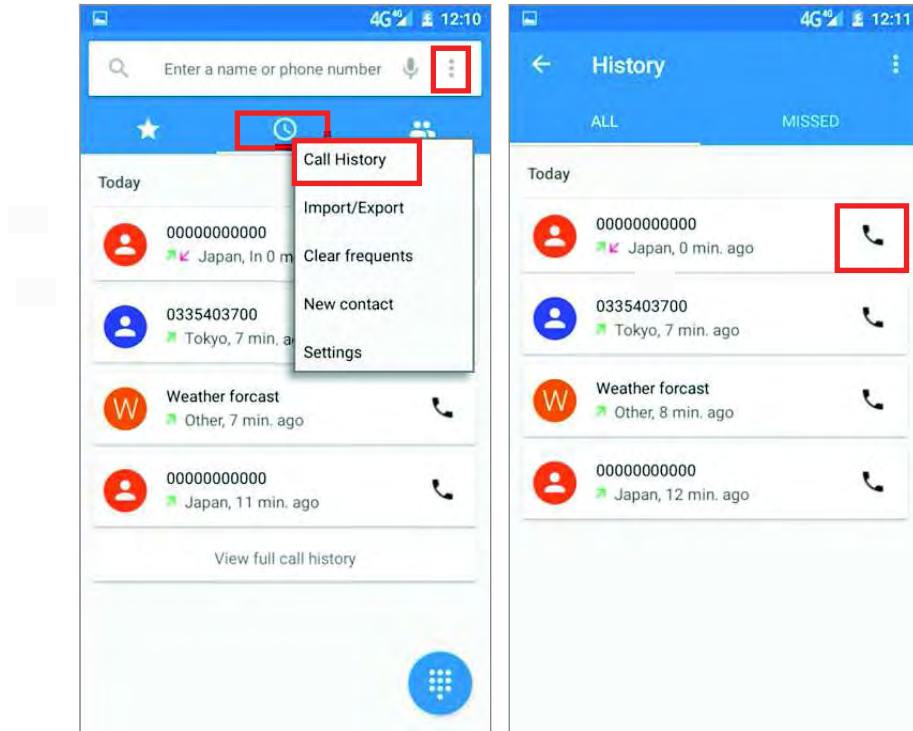 4G 4G 12:10
Enter a name or phone number
Call History
Today
Import/Export
00000000000
Japan, In 0 m
Clear frequents
New contact
0335403700
Tokyo, 7 min. a
Settings
Weather forcast
W
Other, 7 min. ago
00000000000
Japan, 11 min. ago
View full call history
4G 4G 12:11
History
ALL
MISSED
Today
00000000000
Japan, 0 min. ago
0335403700
Tokyo, 7 min. ago
Weather forcast
W
Other, 8 min. ago
00000000000
Japan, 12 min. ago